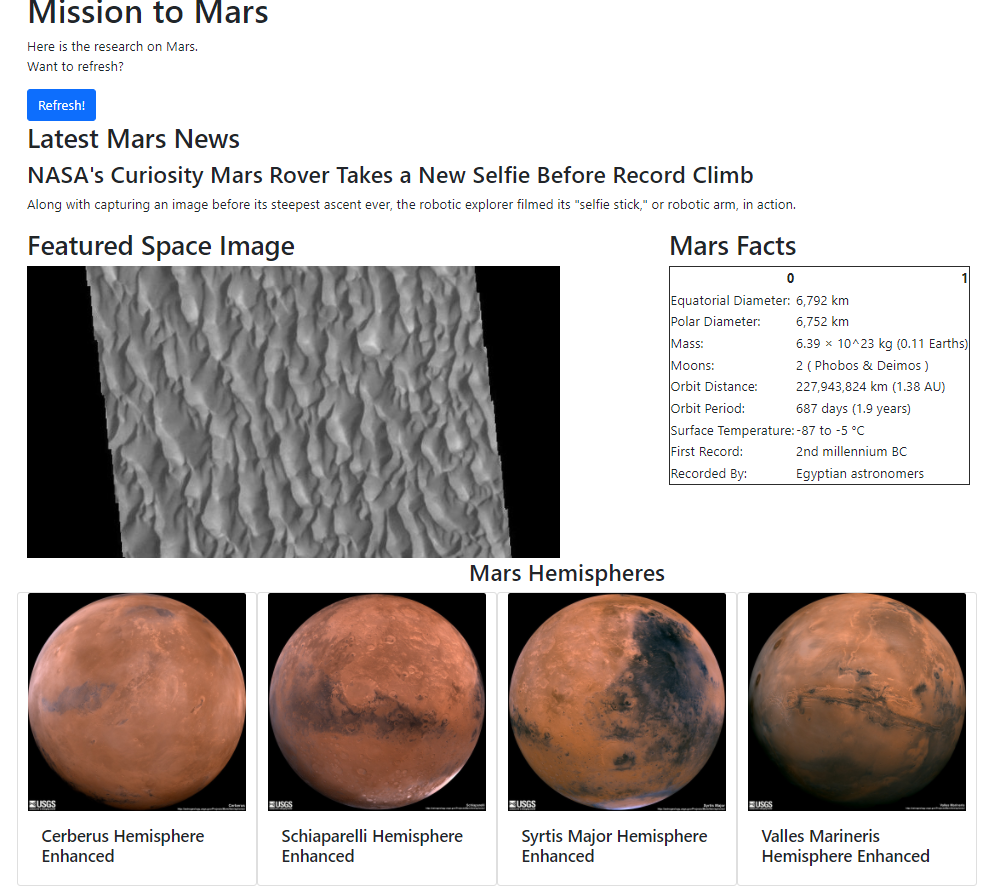 Mission to Mars
Here is the research on Mars.
Want to refresh?
Refresh!
Latest Mars News
NASA's Curiosity Mars Rover Takes a New Selfie Before Record Climb
Along with capturing an image before its steepest ascent ever, the robotic explorer filmed its "selfie stick," or robotic arm, in action.
Featured Space Image
Mars Facts
0 1
Equatorial Diameter: 6,792 km
Polar Diameter: 6,752 km
Mass: 6.39 × 10^23 kg (0.11 Earths)
Moons: 2 ( Phobos & Deimos )
Orbit Distance: 227,943,824 km (1.38 AU)
Orbit Period: 687 days (1.9 years)
Surface Temperature: -87 to -5 °C
First Record: 2nd millennium BC
Recorded By: Egyptian astronomers
Mars Hemispheres
USGS Cerberus
USGS Schiaparelli
USGS Syrtis Major
USGS Valles Marineris
Cerberus Hemisphere
Enhanced
Schiaparelli Hemisphere
Enhanced
Syrtis Major Hemisphere
Enhanced
Valles Marineris
Hemisphere Enhanced